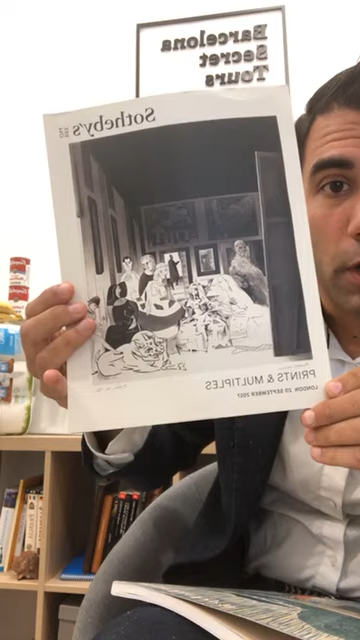 Barcelona
Secret
Tours
Sotheby's
PRINTS & MULTIPLES
LONDON 20 SEPTEMBER 2017